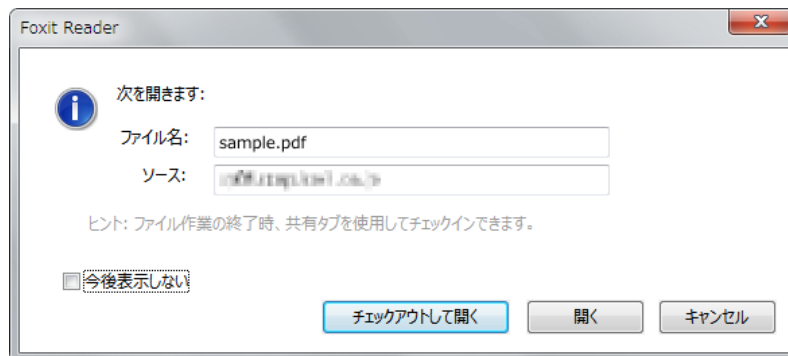 Foxit Reader
次を開きます:
ファイル名: sample.pdf
ソース:
ヒント: ファイル作業の終了時、共有タブを使用してチェックインできます。
今後表示しない
チェックアウトして開く 開く キャンセル